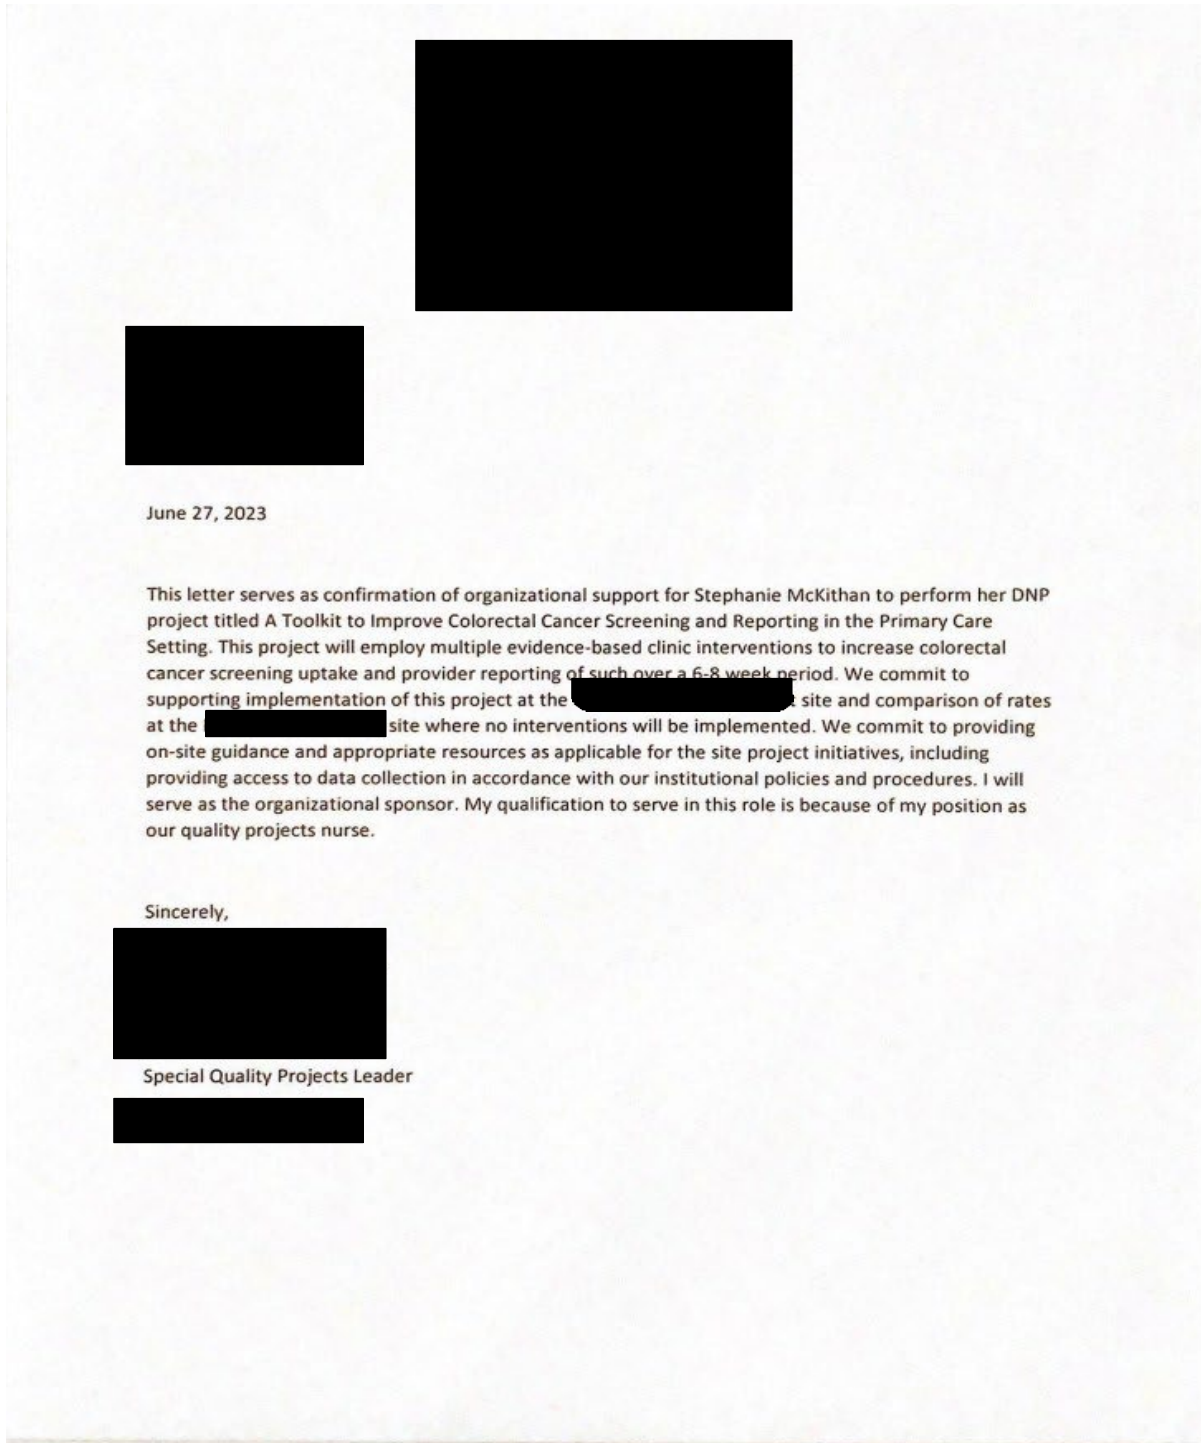 June 27, 2023
This letter serves as confirmation of organizational support for Stephanie McKithan to perform her DNP
project titled A Toolkit to Improve Colorectal Cancer Screening and Reporting in the Primary Care
Setting. This project will employ multiple evidence-based clinic interventions to increase colorectal
cancer screening uptake and provider reporting of such over a 6-8 week period. We commit to
supporting implementation of this project at the site and comparison of rates
at the site where no interventions will be implemented. We commit to providing
on-site guidance and appropriate resources as applicable for the site project initiatives, including
providing access to data collection in accordance with our institutional policies and procedures. I will
serve as the organizational sponsor. My qualification to serve in this role is because of my position as
our quality projects nurse.
Sincerely,
Special Quality Projects Leader